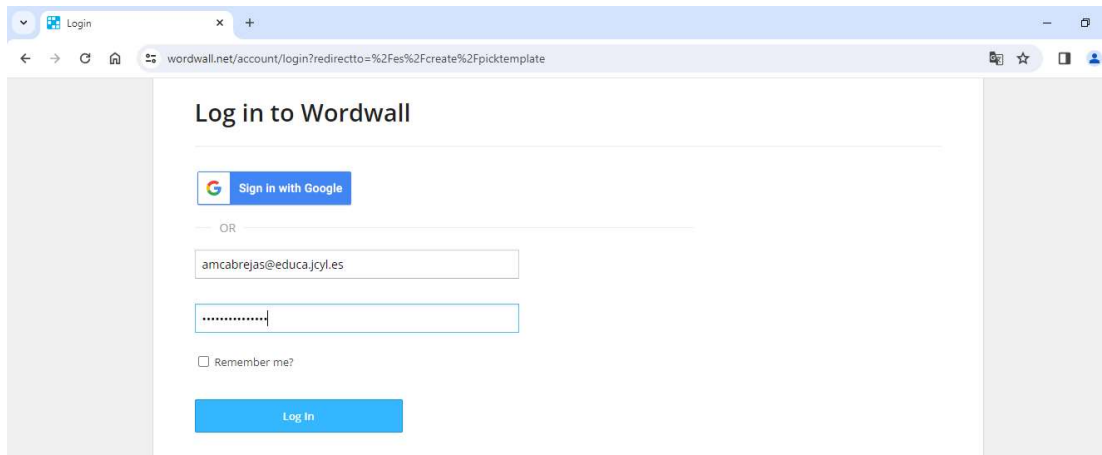 Login
wordwall.net/account/login?redirectto=%2Fes%2Fcreate%2Fpicktemplate
Log in to Wordwall
G Sign in with Google
OR
amcabrejas@educa.jcyl.es
•••••••••••••••
Remember me?
Log In